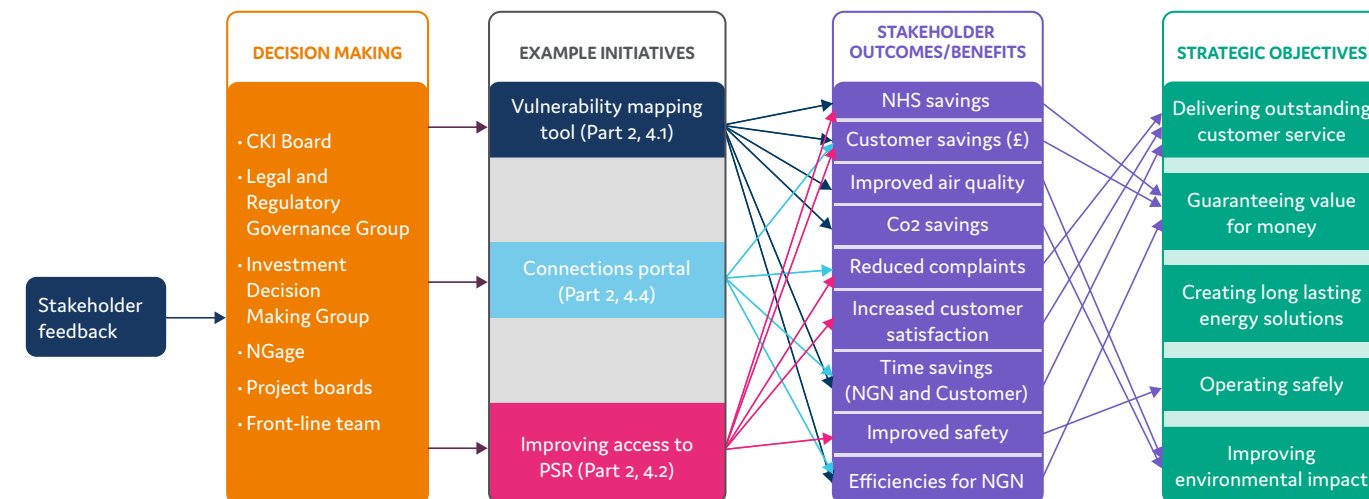 Stakeholder
feedback
DECISION MAKING
· CKI Board
· Legal and
Regulatory
Governance Group
· Investment
Decision
Making Group
· NGage
· Project boards
· Front-line team
EXAMPLE INITIATIVES
Vulnerability mapping
tool (Part 2, 4.1)
Connections portal
(Part 2, 4.4)
Improving access to
PSR (Part 2, 4.2)
STAKEHOLDER
OUTCOMES/BENEFITS
NHS savings
Customer savings (£)
Improved air quality
Co2 savings
Reduced complaints
Increased customer
satisfaction
Time savings
(NGN and Customer)
Improved safety
Efficiencies for NGN
STRATEGIC OBJECTIVES
Delivering outstanding
customer service
Guaranteeing value
for money
Creating long lasting
energy solutions
Operating safely
Improving
environmental impact